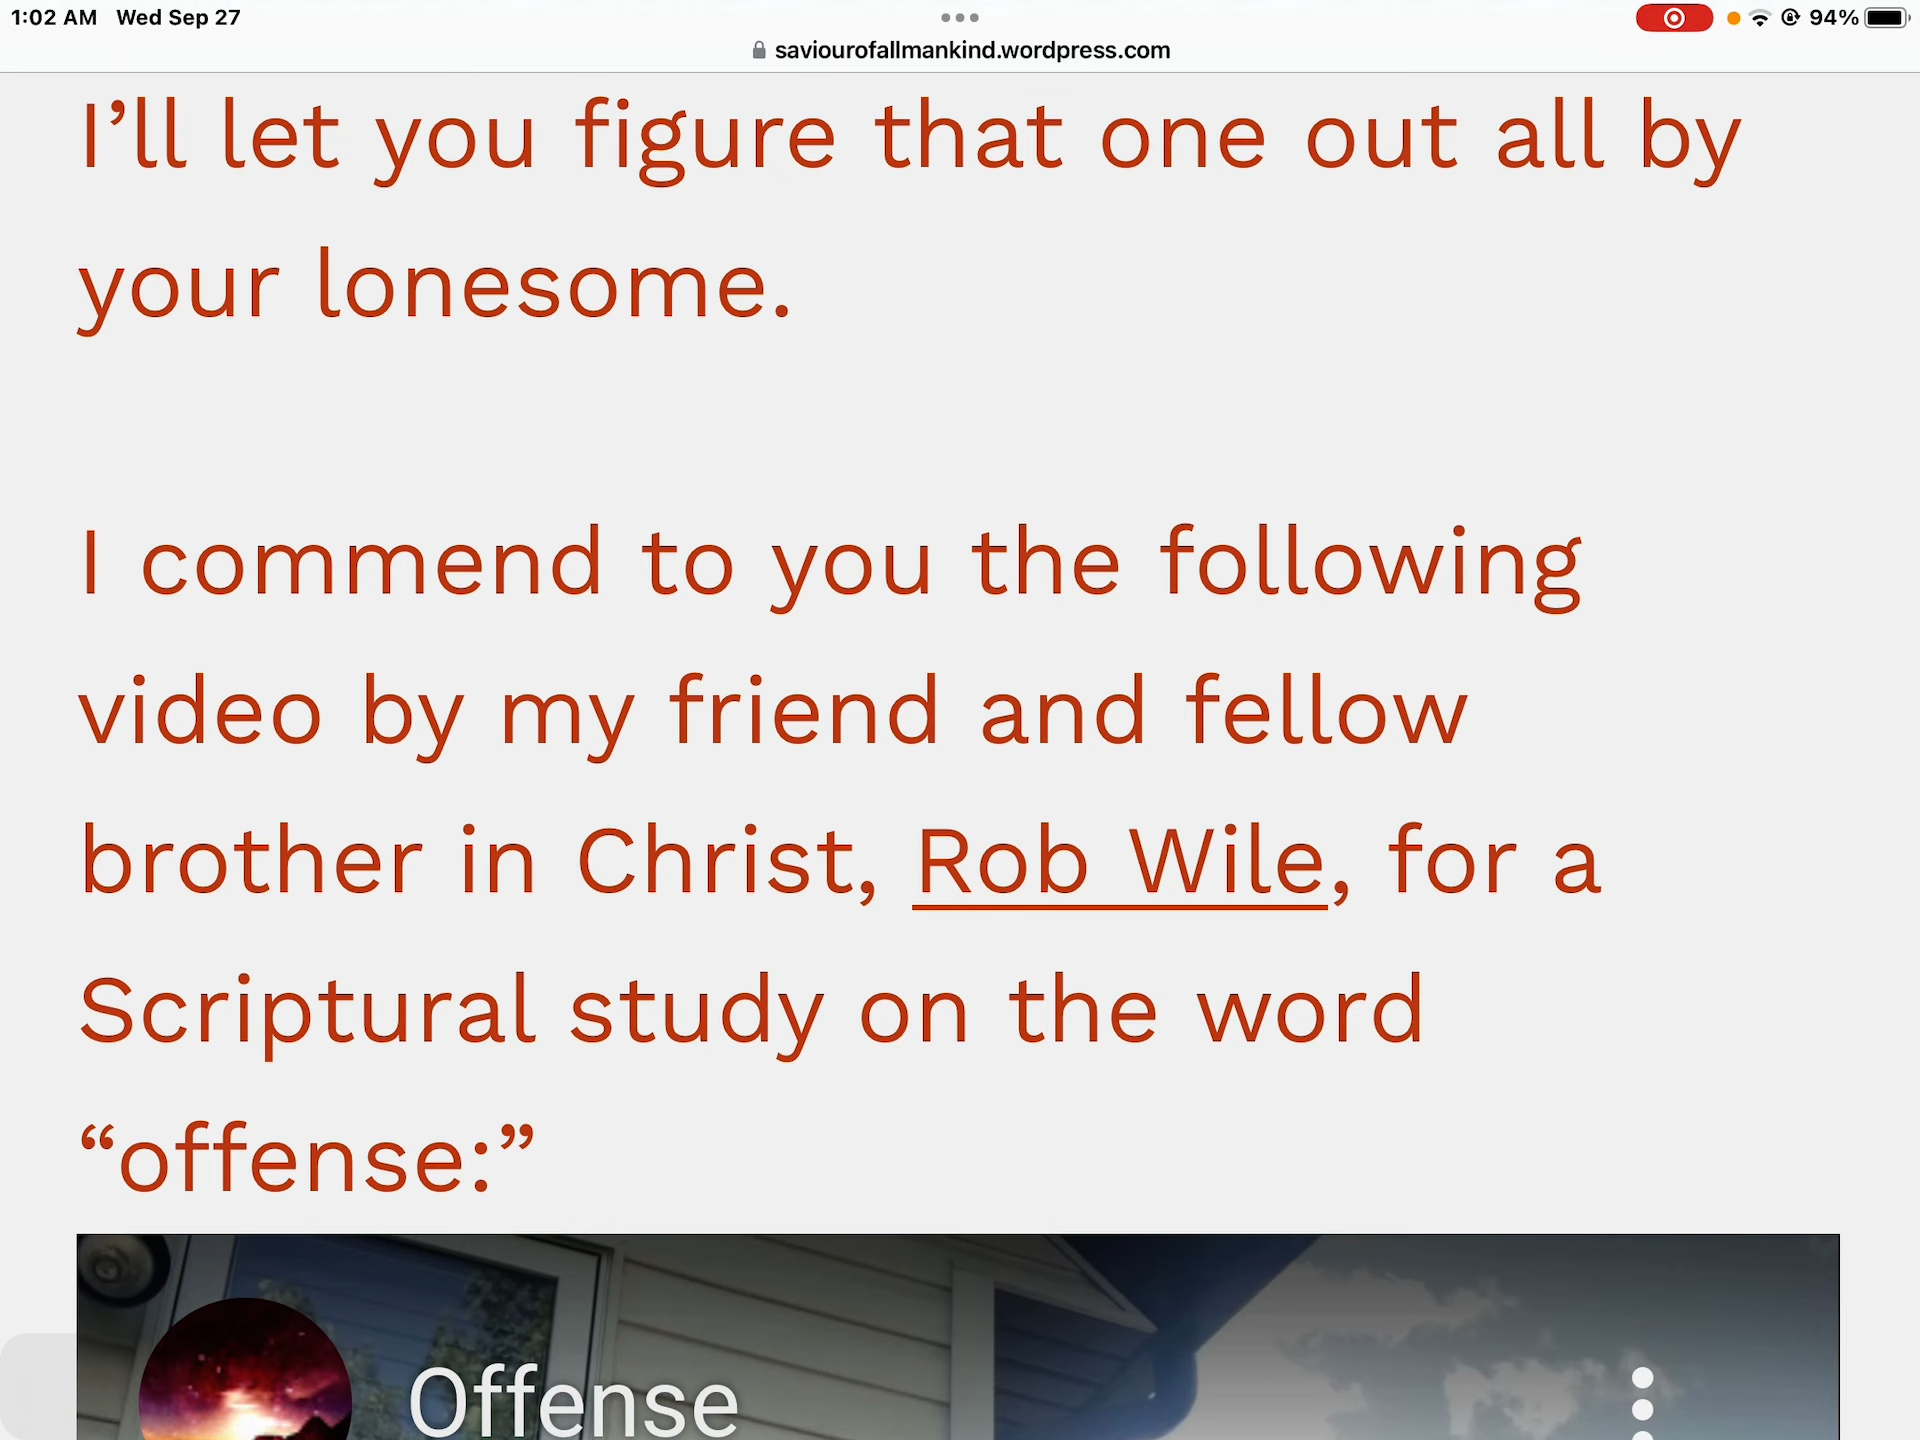 1:02 AM Wed Sep 27
94%
saviourofallmankind.wordpress.com
I’ll let you figure that one out all by
your lonesome.
I commend to you the following
video by my friend and fellow
brother in Christ, Rob Wile, for a
Scriptural study on the word
“offense:”
Offense